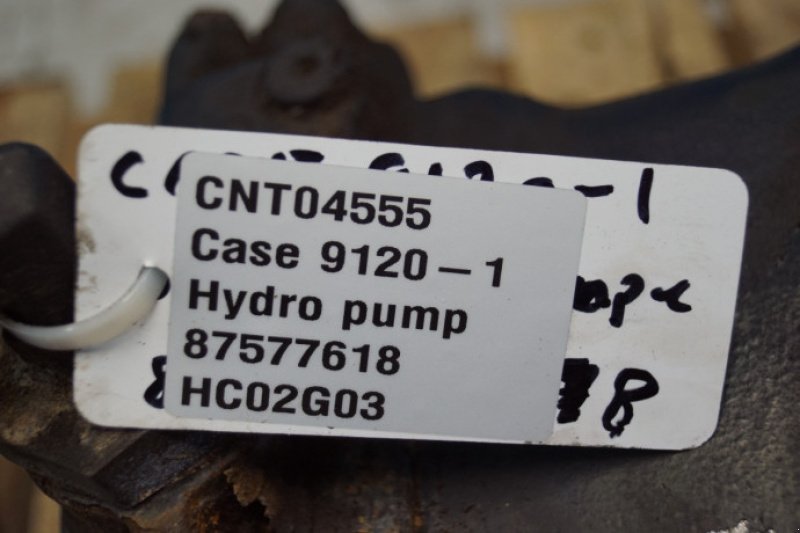 CNT04555
Case 9120 – 1
Hydro pump
87577618
HC02G03